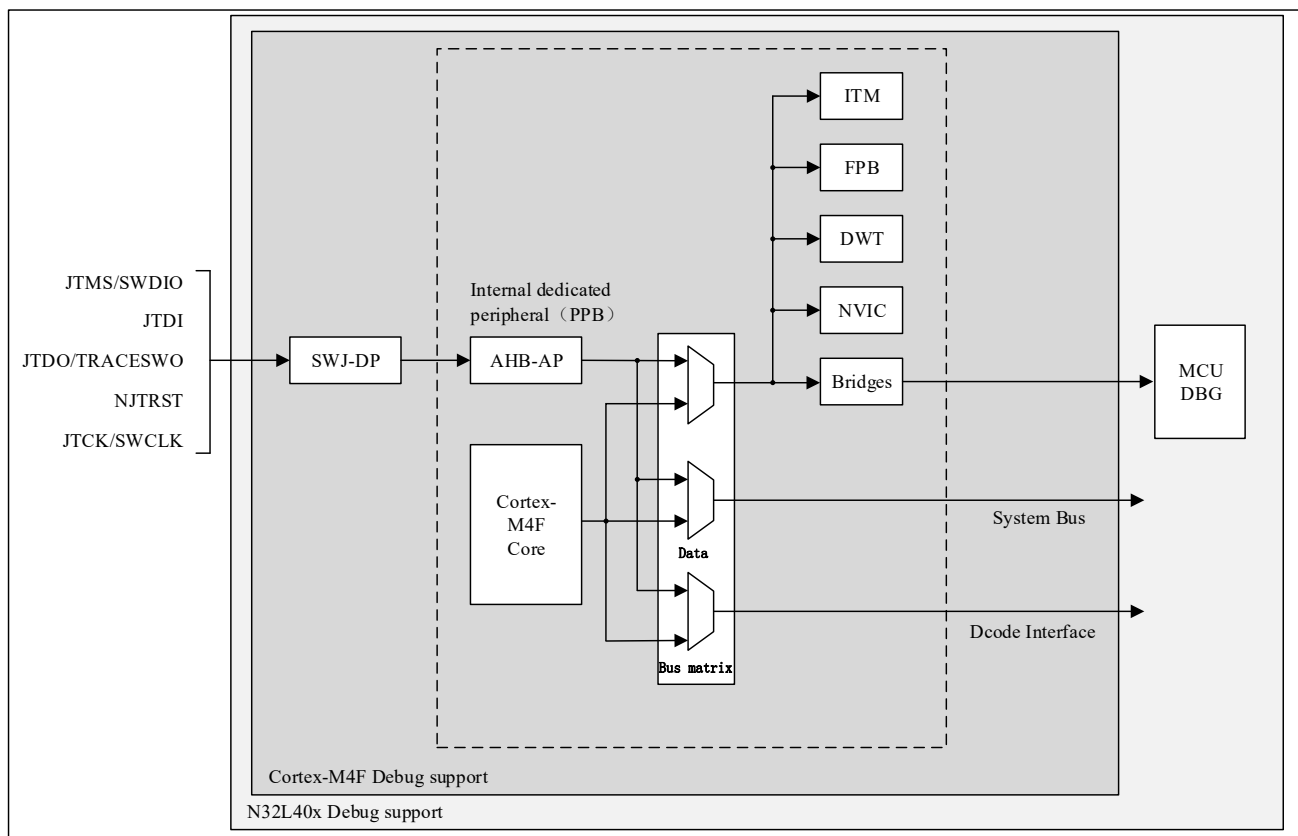 ITM
FPB
DWT
NVIC
Bridges
JTMS/SWDIO
JTDI
JTDO/TRACESWO
NJTRST
JTCK/SWCLK
SWJ-DP
Internal dedicated
peripheral（PPB）
AHB-AP
Cortex-
M4F
Core
Data
Bus matrix
MCU
DBG
System Bus
Dcode Interface
Cortex-M4F Debug support
N32L40x Debug support